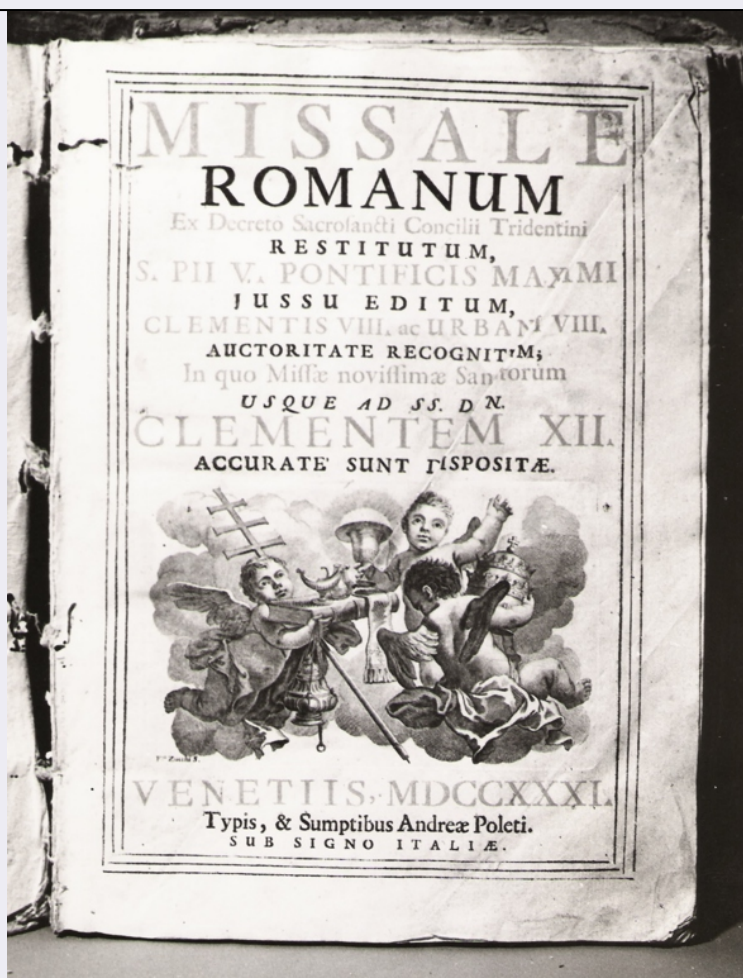 MISSALE
ROMANUM
Ex Decreto Sacrosancti Concilii Tridentini
RESTITUTUM,
S. PII V. PONTIFICIS MAXIMI
JUSSU EDITUM,
CLEMENTIS VIII. ac URBANI VIII.
AUCTORITATE RECOGNITUM;
In quo Missæ novissimæ Sanctorum
USQUE AD SS. D N.
CLEMENTEM XII.
ACCURATE' SUNT DISPOSITÆ.
VENETIIS, MDCCXXXI.
Typis, & Sumptibus Andreæ Poleti.
SUB SIGNO ITALIÆ.